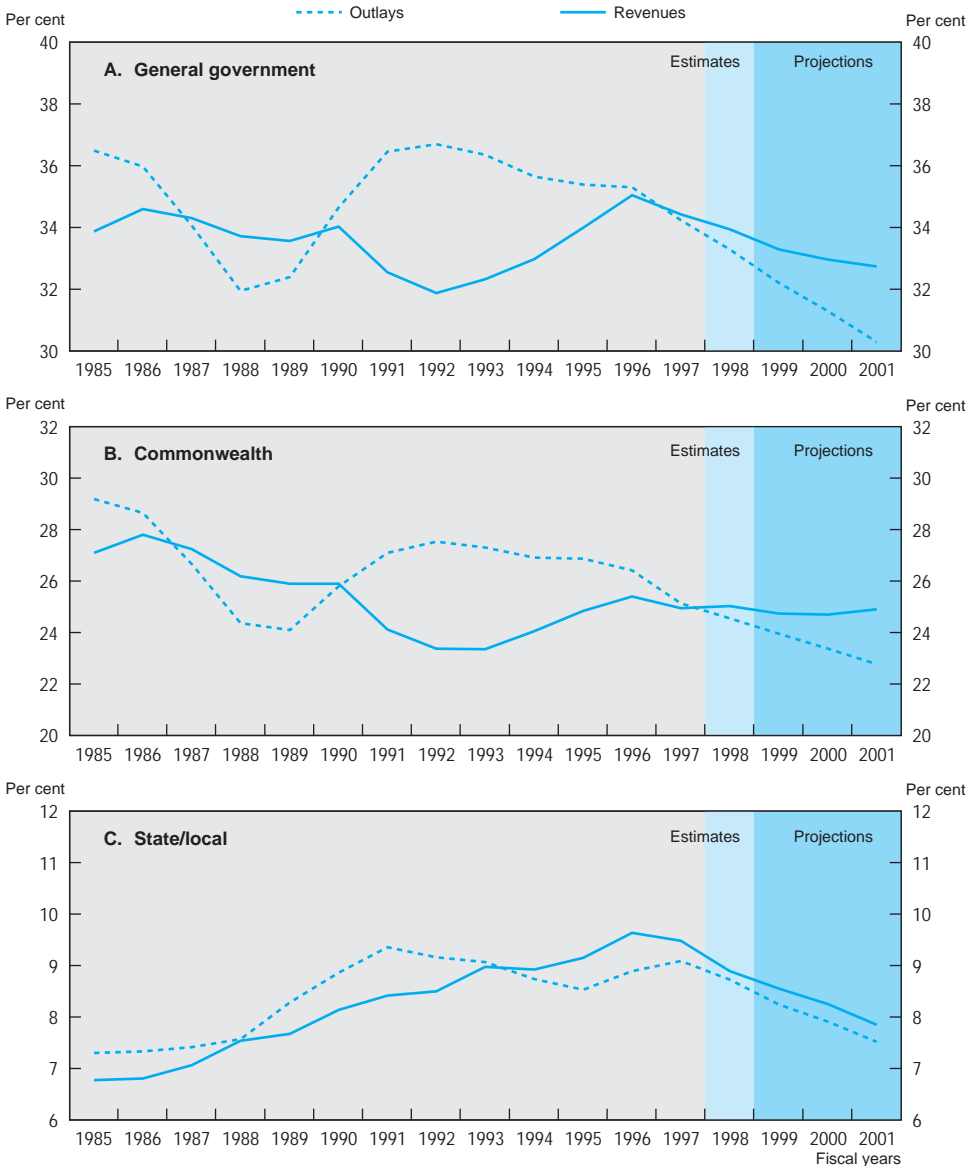 Outlays Revenues
Per cent Per cent
A. General government
Estimates Projections
40 40
38 38
36 36
34 34
32 32
30 30
1985 1986 1987 1988 1989 1990 1991 1992 1993 1994 1995 1996 1997 1998 1999 2000 2001
Per cent Per cent
B. Commonwealth
Estimates Projections
32 32
30 30
28 28
26 26
24 24
22 22
20 20
1985 1986 1987 1988 1989 1990 1991 1992 1993 1994 1995 1996 1997 1998 1999 2000 2001
Per cent Per cent
C. State/local
Estimates Projections
12 12
11 11
10 10
9 9
8 8
7 7
6 6
1985 1986 1987 1988 1989 1990 1991 1992 1993 1994 1995 1996 1997 1998 1999 2000 2001
Fiscal years